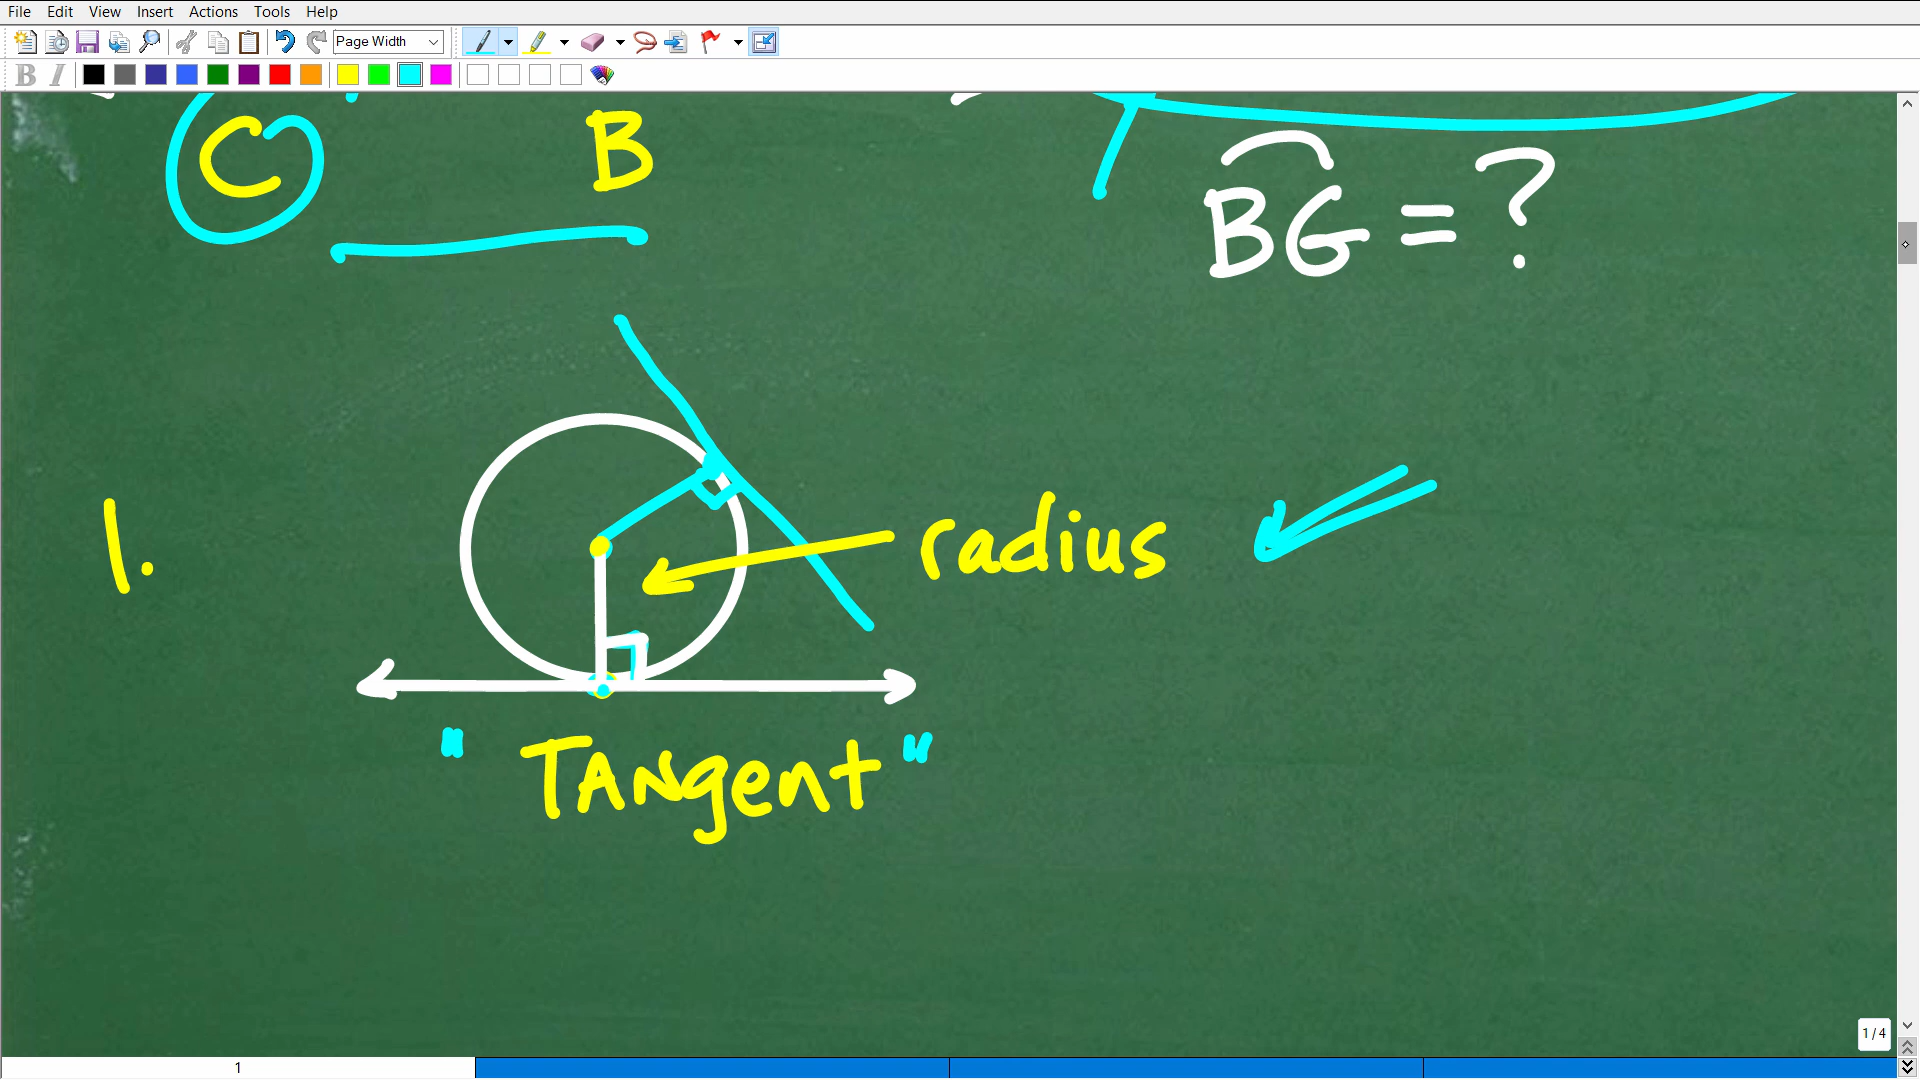 File Edit View Insert Actions Tools Help
Page Width
B I
C B
BG = ?
1. radius
" TANgent "
1 / 4
1